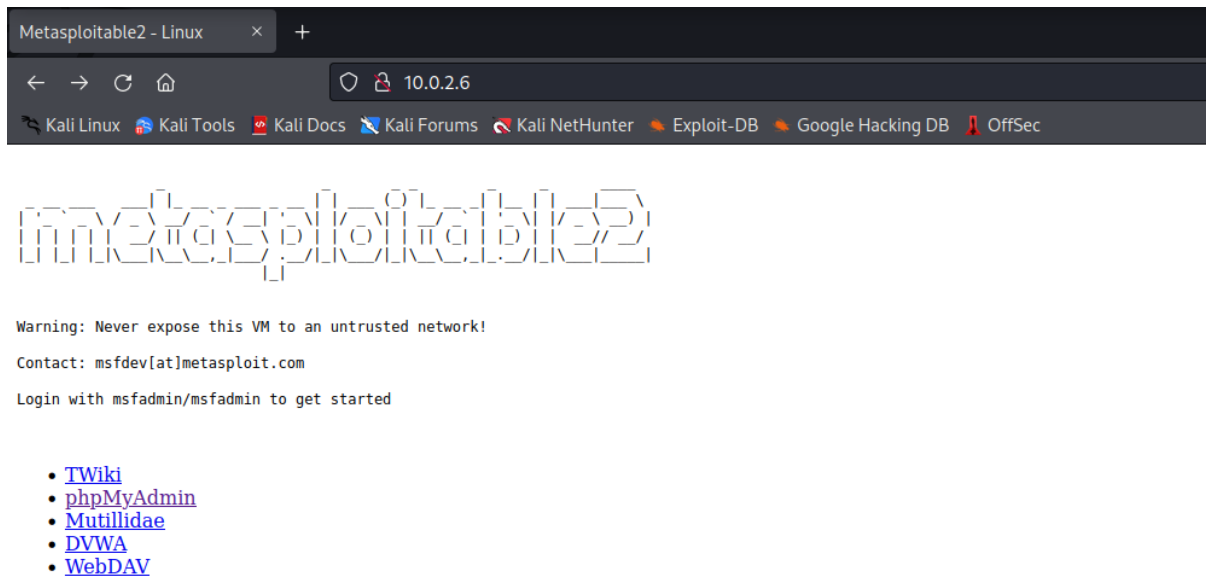 Metasploitable2 - Linux
10.0.2.6
Kali Linux Kali Tools Kali Docs Kali Forums Kali NetHunter Exploit-DB Google Hacking DB OffSec
metasploitable2
Warning: Never expose this VM to an untrusted network!
Contact: msfdev[at]metasploit.com
Login with msfadmin/msfadmin to get started
• TWiki
• phpMyAdmin
• Mutillidae
• DVWA
• WebDAV